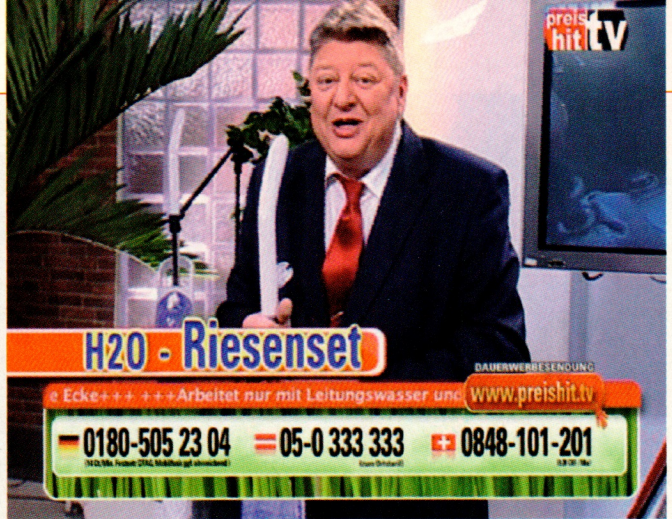 preis
hit tv
H2O - Riesenset
DAUERWERBESENDUNG
e Ecke+++ +++Arbeitet nur mit Leitungswasser und
www.preishit.tv
0180-505 23 04
05-0 333 333
0848-101-201